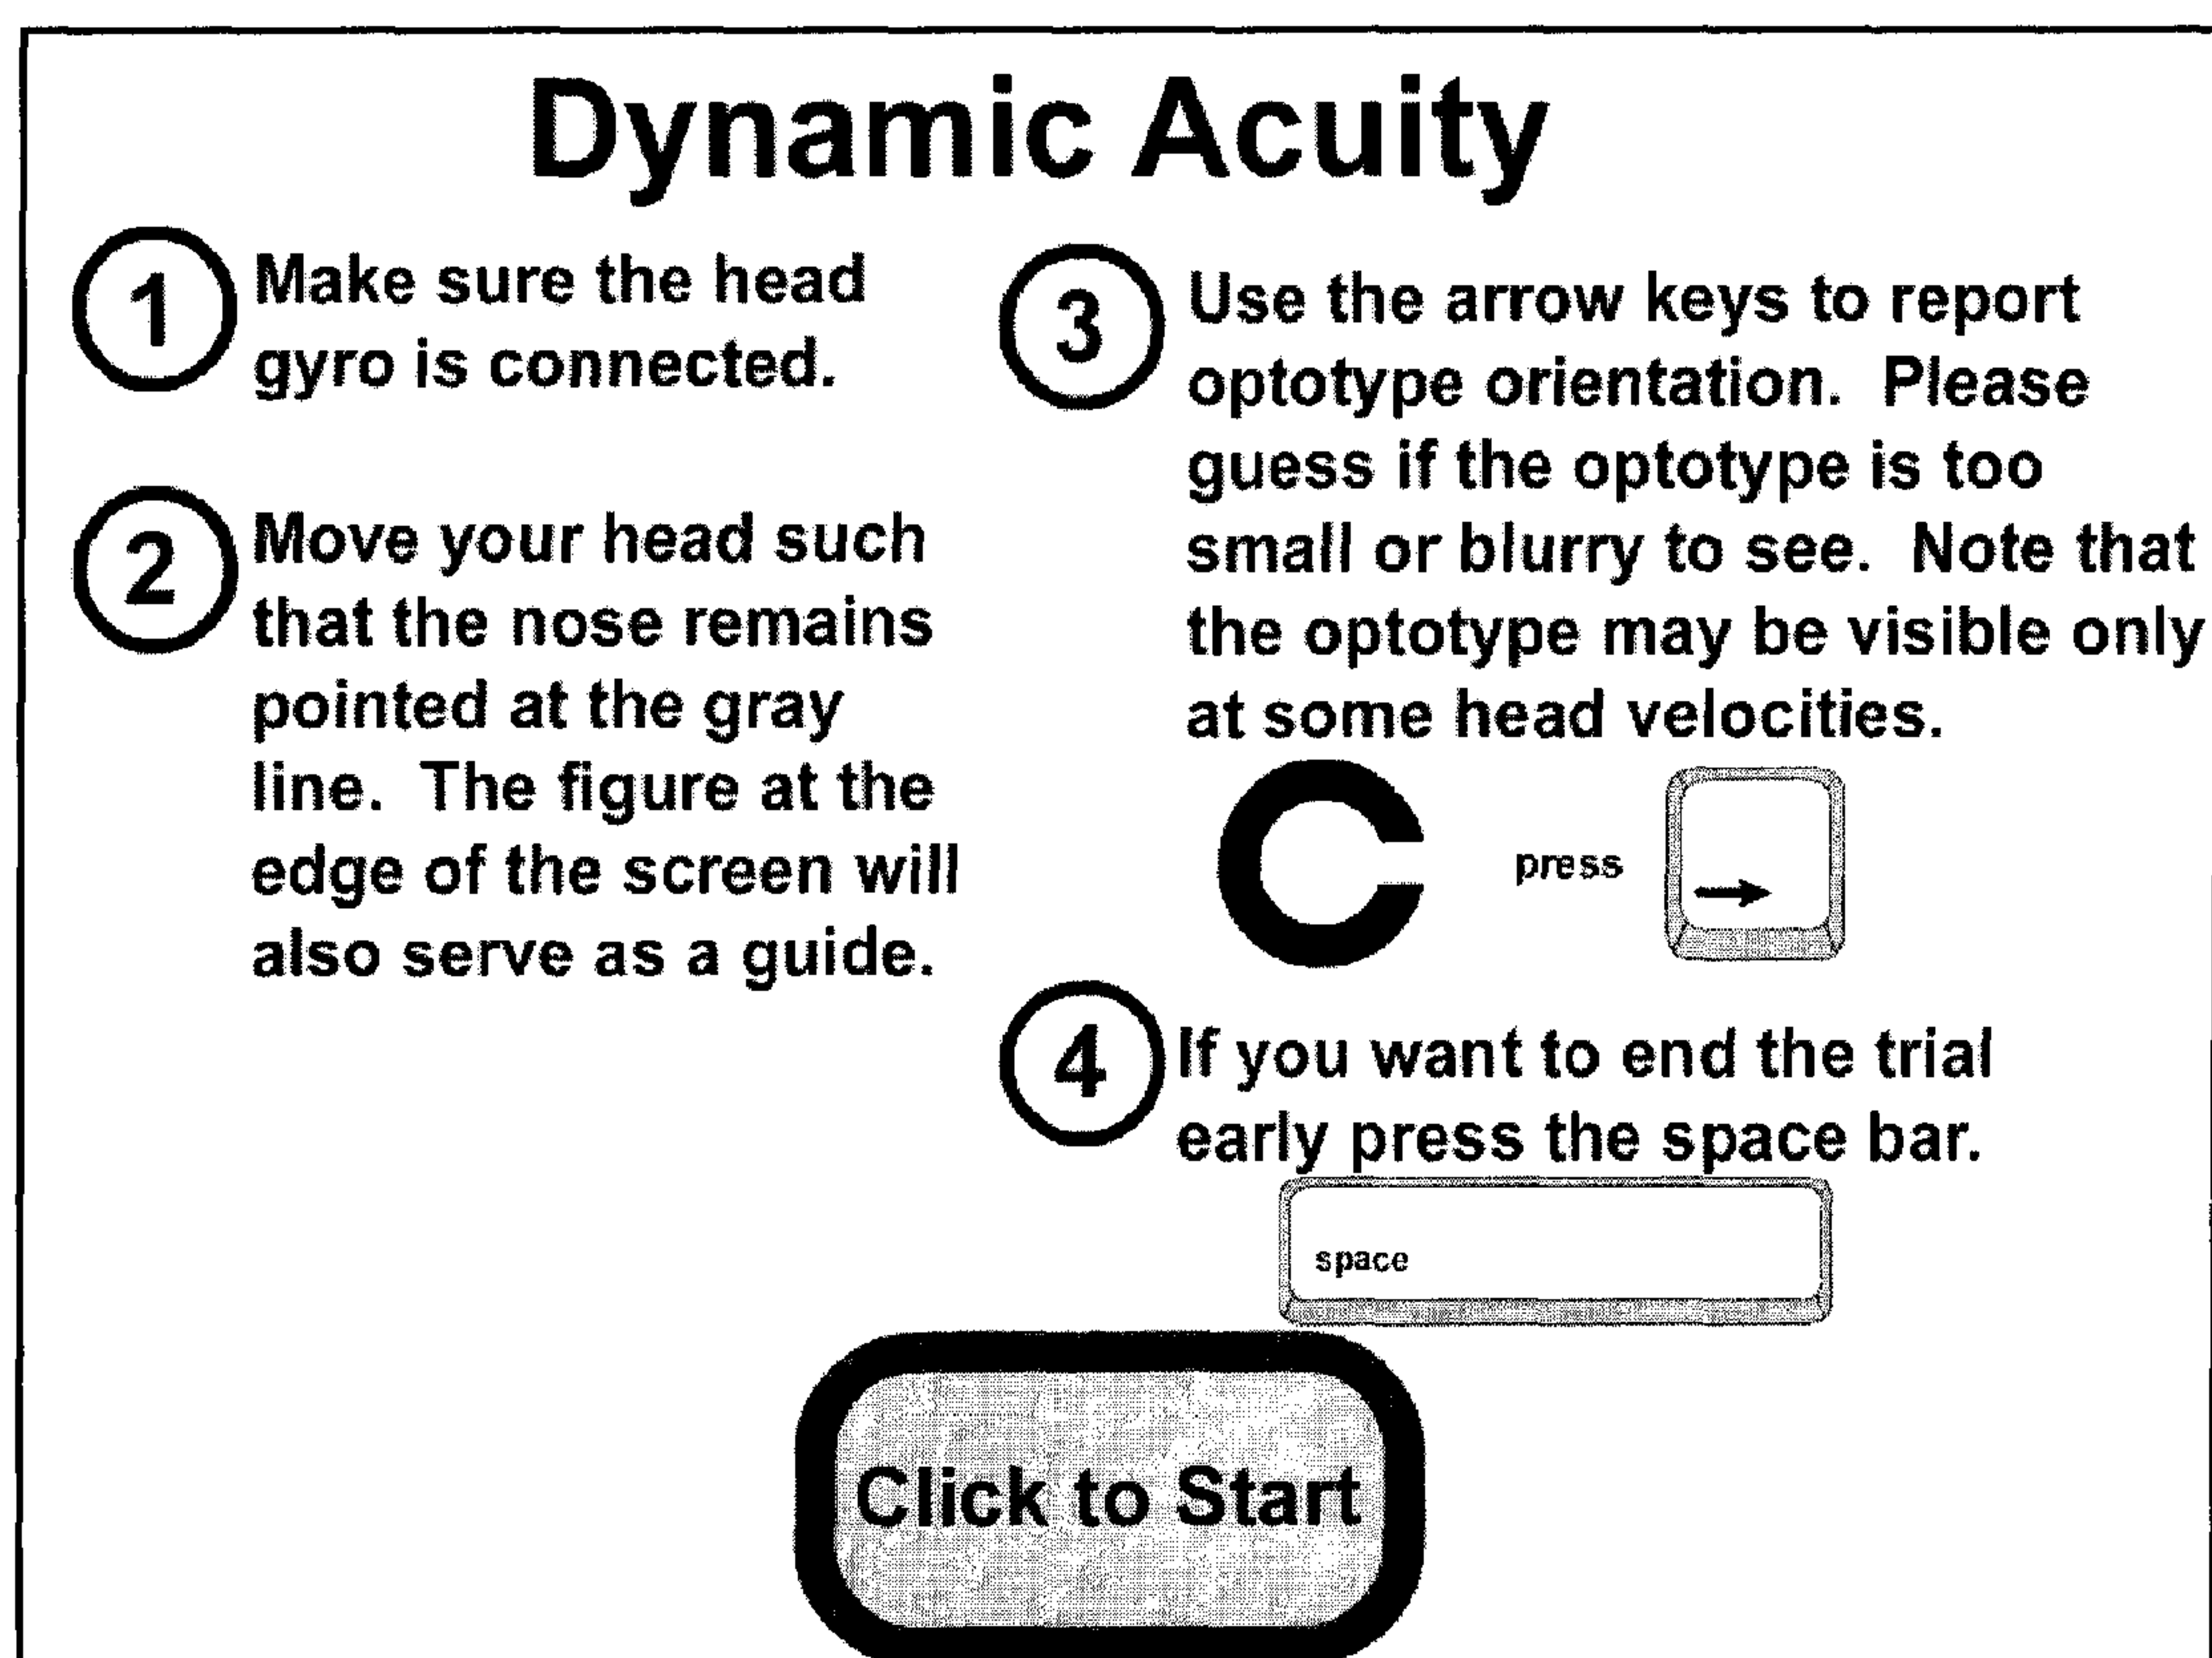 Dynamic Acuity
1
Make sure the head
gyro is connected.
2
Move your head such
that the nose remains
pointed at the gray
line. The figure at the
edge of the screen will
also serve as a guide.
3
Use the arrow keys to report
optotype orientation. Please
guess if the optotype is too
small or blurry to see. Note that
the optotype may be visible only
at some head velocities.
C press →
4
If you want to end the trial
early press the space bar.
space
Click to Start